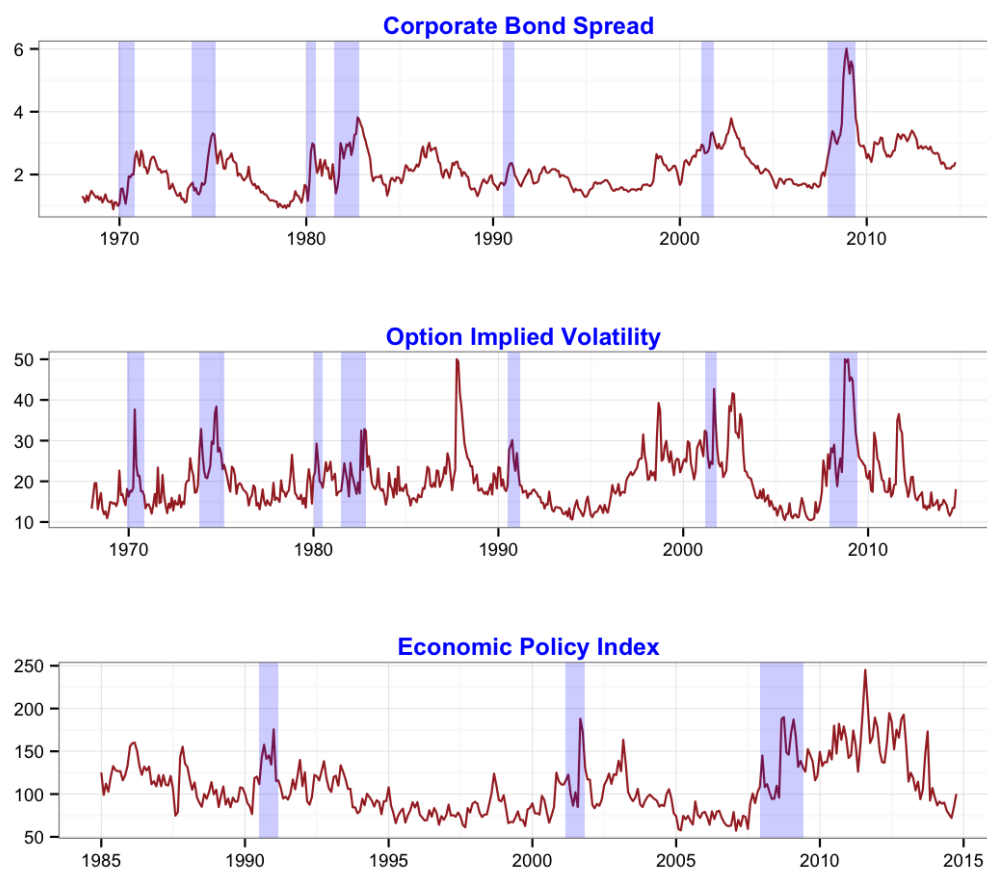 Corporate Bond Spread
6
4
2
1970 1980 1990 2000 2010
Option Implied Volatility
50
40
30
20
10
1970 1980 1990 2000 2010
Economic Policy Index
250
200
150
100
50
1985 1990 1995 2000 2005 2010 2015